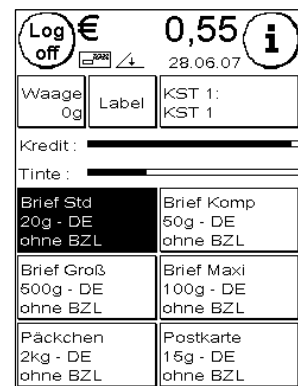 Log off € 0,55 i
28.06.07
Waage 0g
Label
KST 1:
KST 1
Kredit :
Tinte :
Brief Std
20g - DE
ohne BZL
Brief Komp
50g - DE
ohne BZL
Brief Groß
500g - DE
ohne BZL
Brief Maxi
100g - DE
ohne BZL
Päckchen
2kg - DE
ohne BZL
Postkarte
15g - DE
ohne BZL